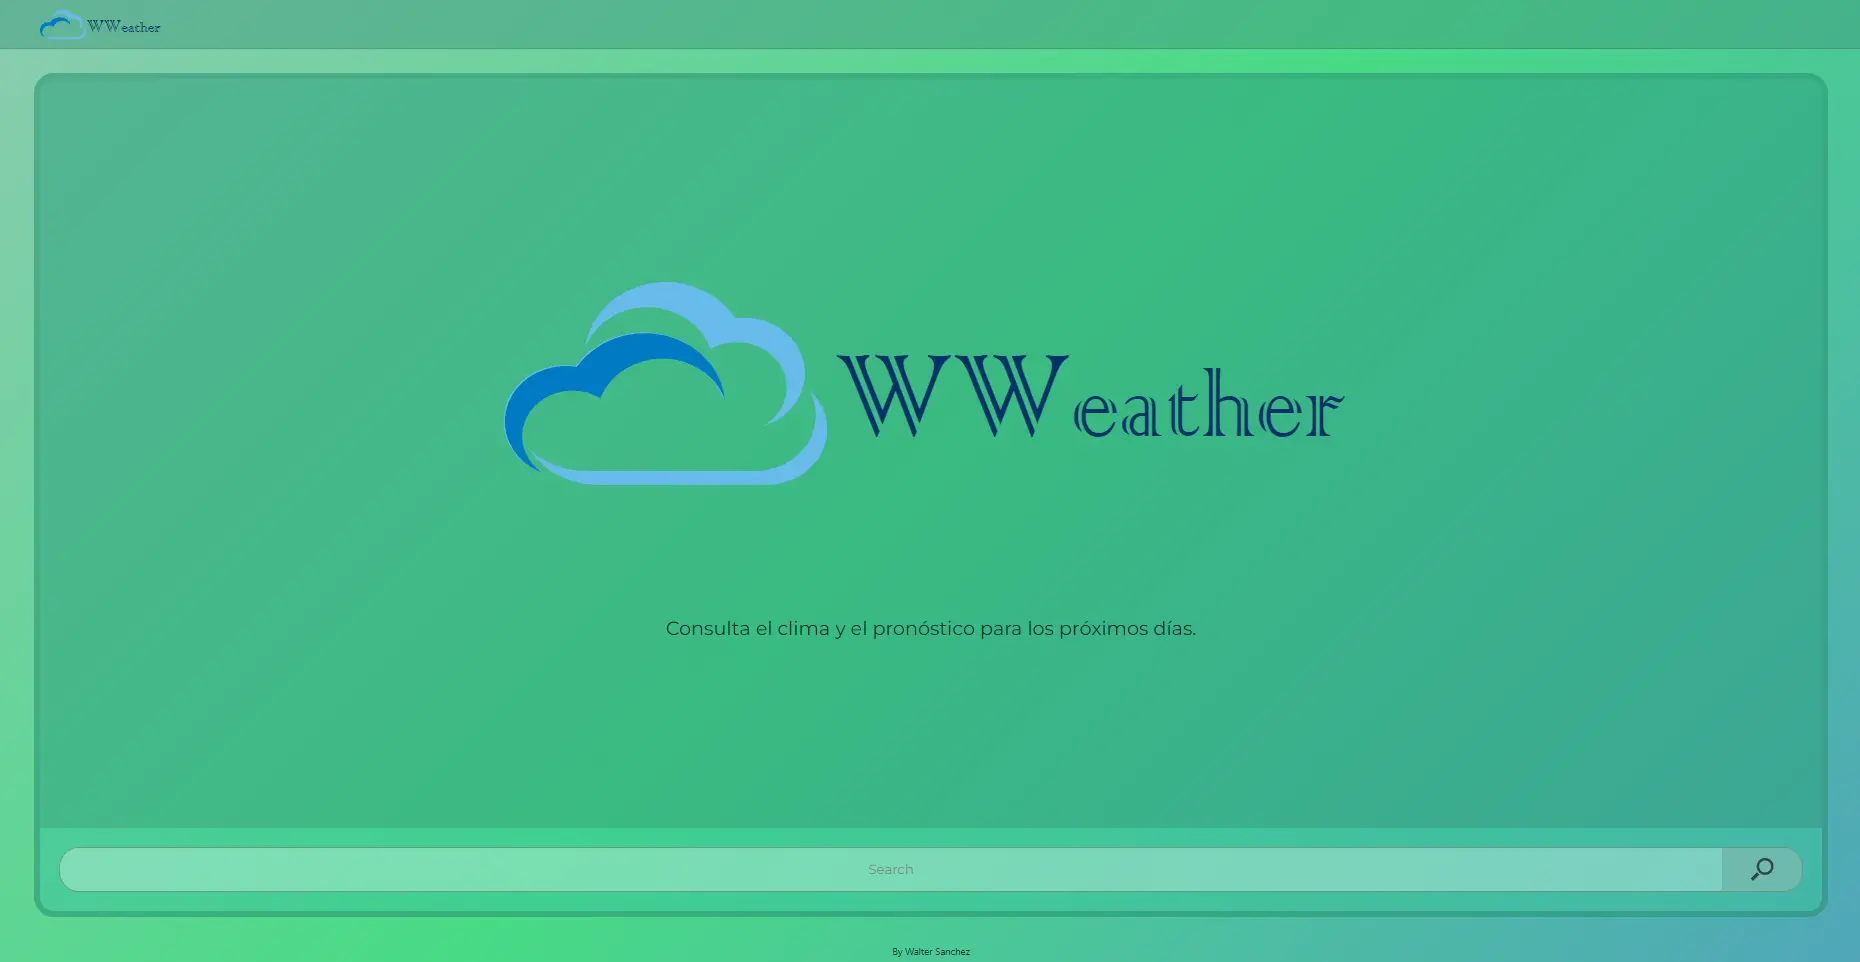 WWeather
WWeather
Consulta el clima y el pronóstico para los próximos días.
Search
By Walter Sanchez